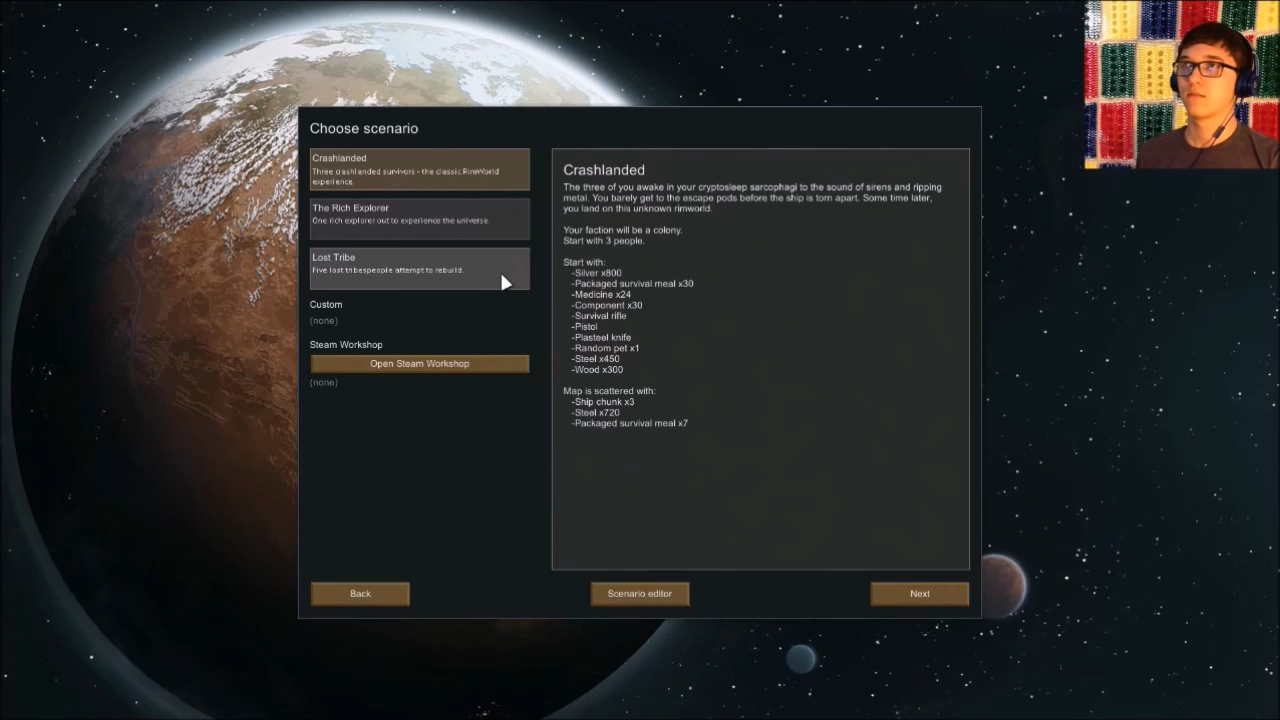 Choose scenario
Crashlanded
Three crashlanded survivors - the classic RimWorld
experience.
The Rich Explorer
One rich explorer out to experience the universe.
Lost Tribe
Five lost tribespeople attempt to rebuild.
Custom
(none)
Steam Workshop
Open Steam Workshop
(none)
Crashlanded
The three of you awake in your cryptosleep sarcophagi to the sound of sirens and ripping
metal. You barely get to the escape pods before the ship is torn apart. Some time later,
you land on this unknown rimworld.
Your faction will be a colony.
Start with 3 people.
Start with:
-Silver x800
-Packaged survival meal x30
-Medicine x24
-Component x30
-Survival rifle
-Pistol
-Plasteel knife
-Random pet x1
-Steel x450
-Wood x300
Map is scattered with:
-Ship chunk x3
-Steel x720
-Packaged survival meal x7
Back
Scenario editor
Next